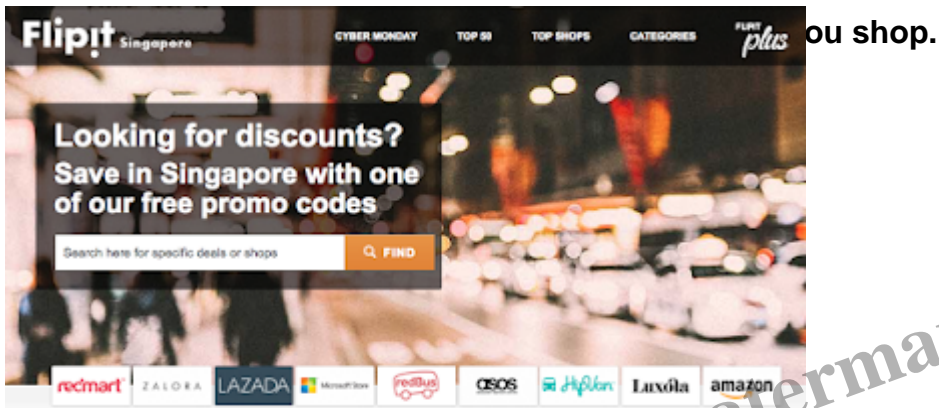 Flipit Singapore CYBER MONDAY TOP 50 TOP SHOPS CATEGORIES FLIPIT plus
ou shop.
Looking for discounts?
Save in Singapore with one
of our free promo codes
Search here for specific deals or shops FIND
redmart ZALORA LAZADA Microsoft Store redBus asos HipVan Luxóla amazon